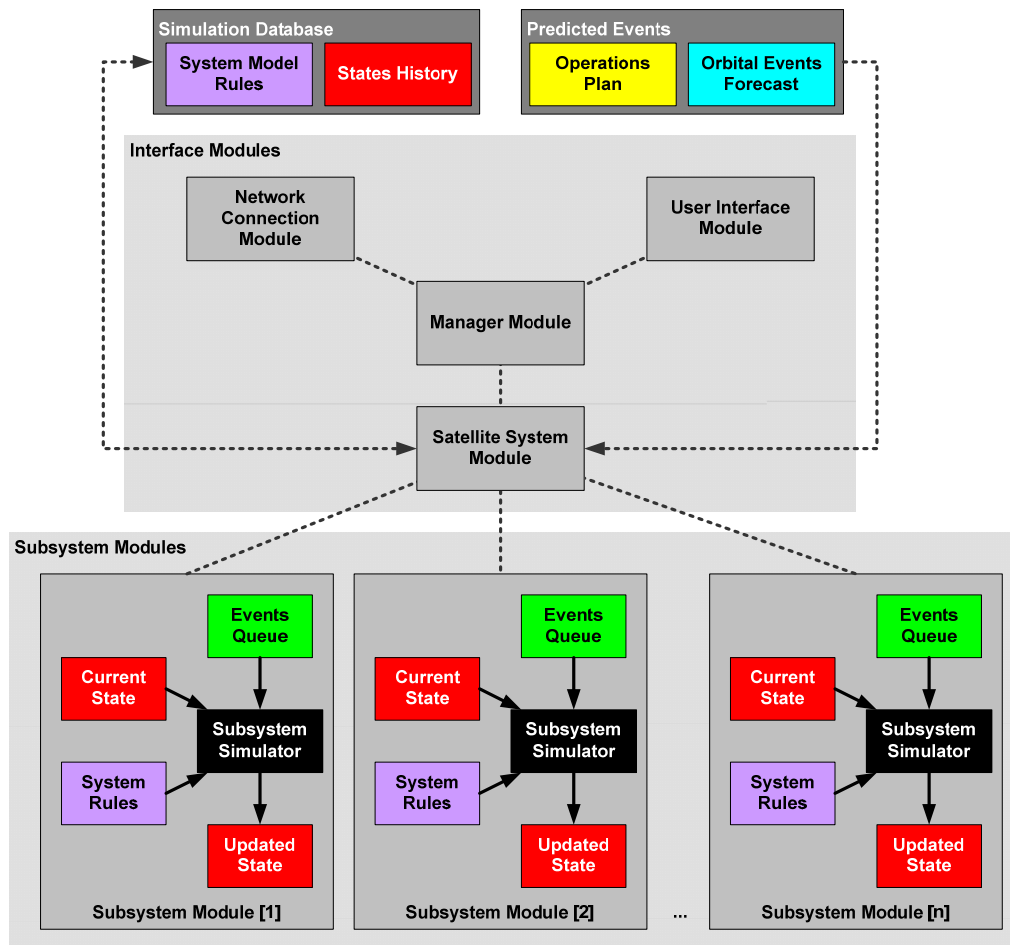 Simulation Database
System Model
Rules
States History
Predicted Events
Operations
Plan
Orbital Events
Forecast
Interface Modules
Network
Connection
Module
User Interface
Module
Manager Module
Satellite System
Module
Subsystem Modules
Events
Queue
Current
State
Subsystem
Simulator
System
Rules
Updated
State
Subsystem Module [1]
Events
Queue
Current
State
Subsystem
Simulator
System
Rules
Updated
State
Subsystem Module [2]
...
Events
Queue
Current
State
Subsystem
Simulator
System
Rules
Updated
State
Subsystem Module [n]